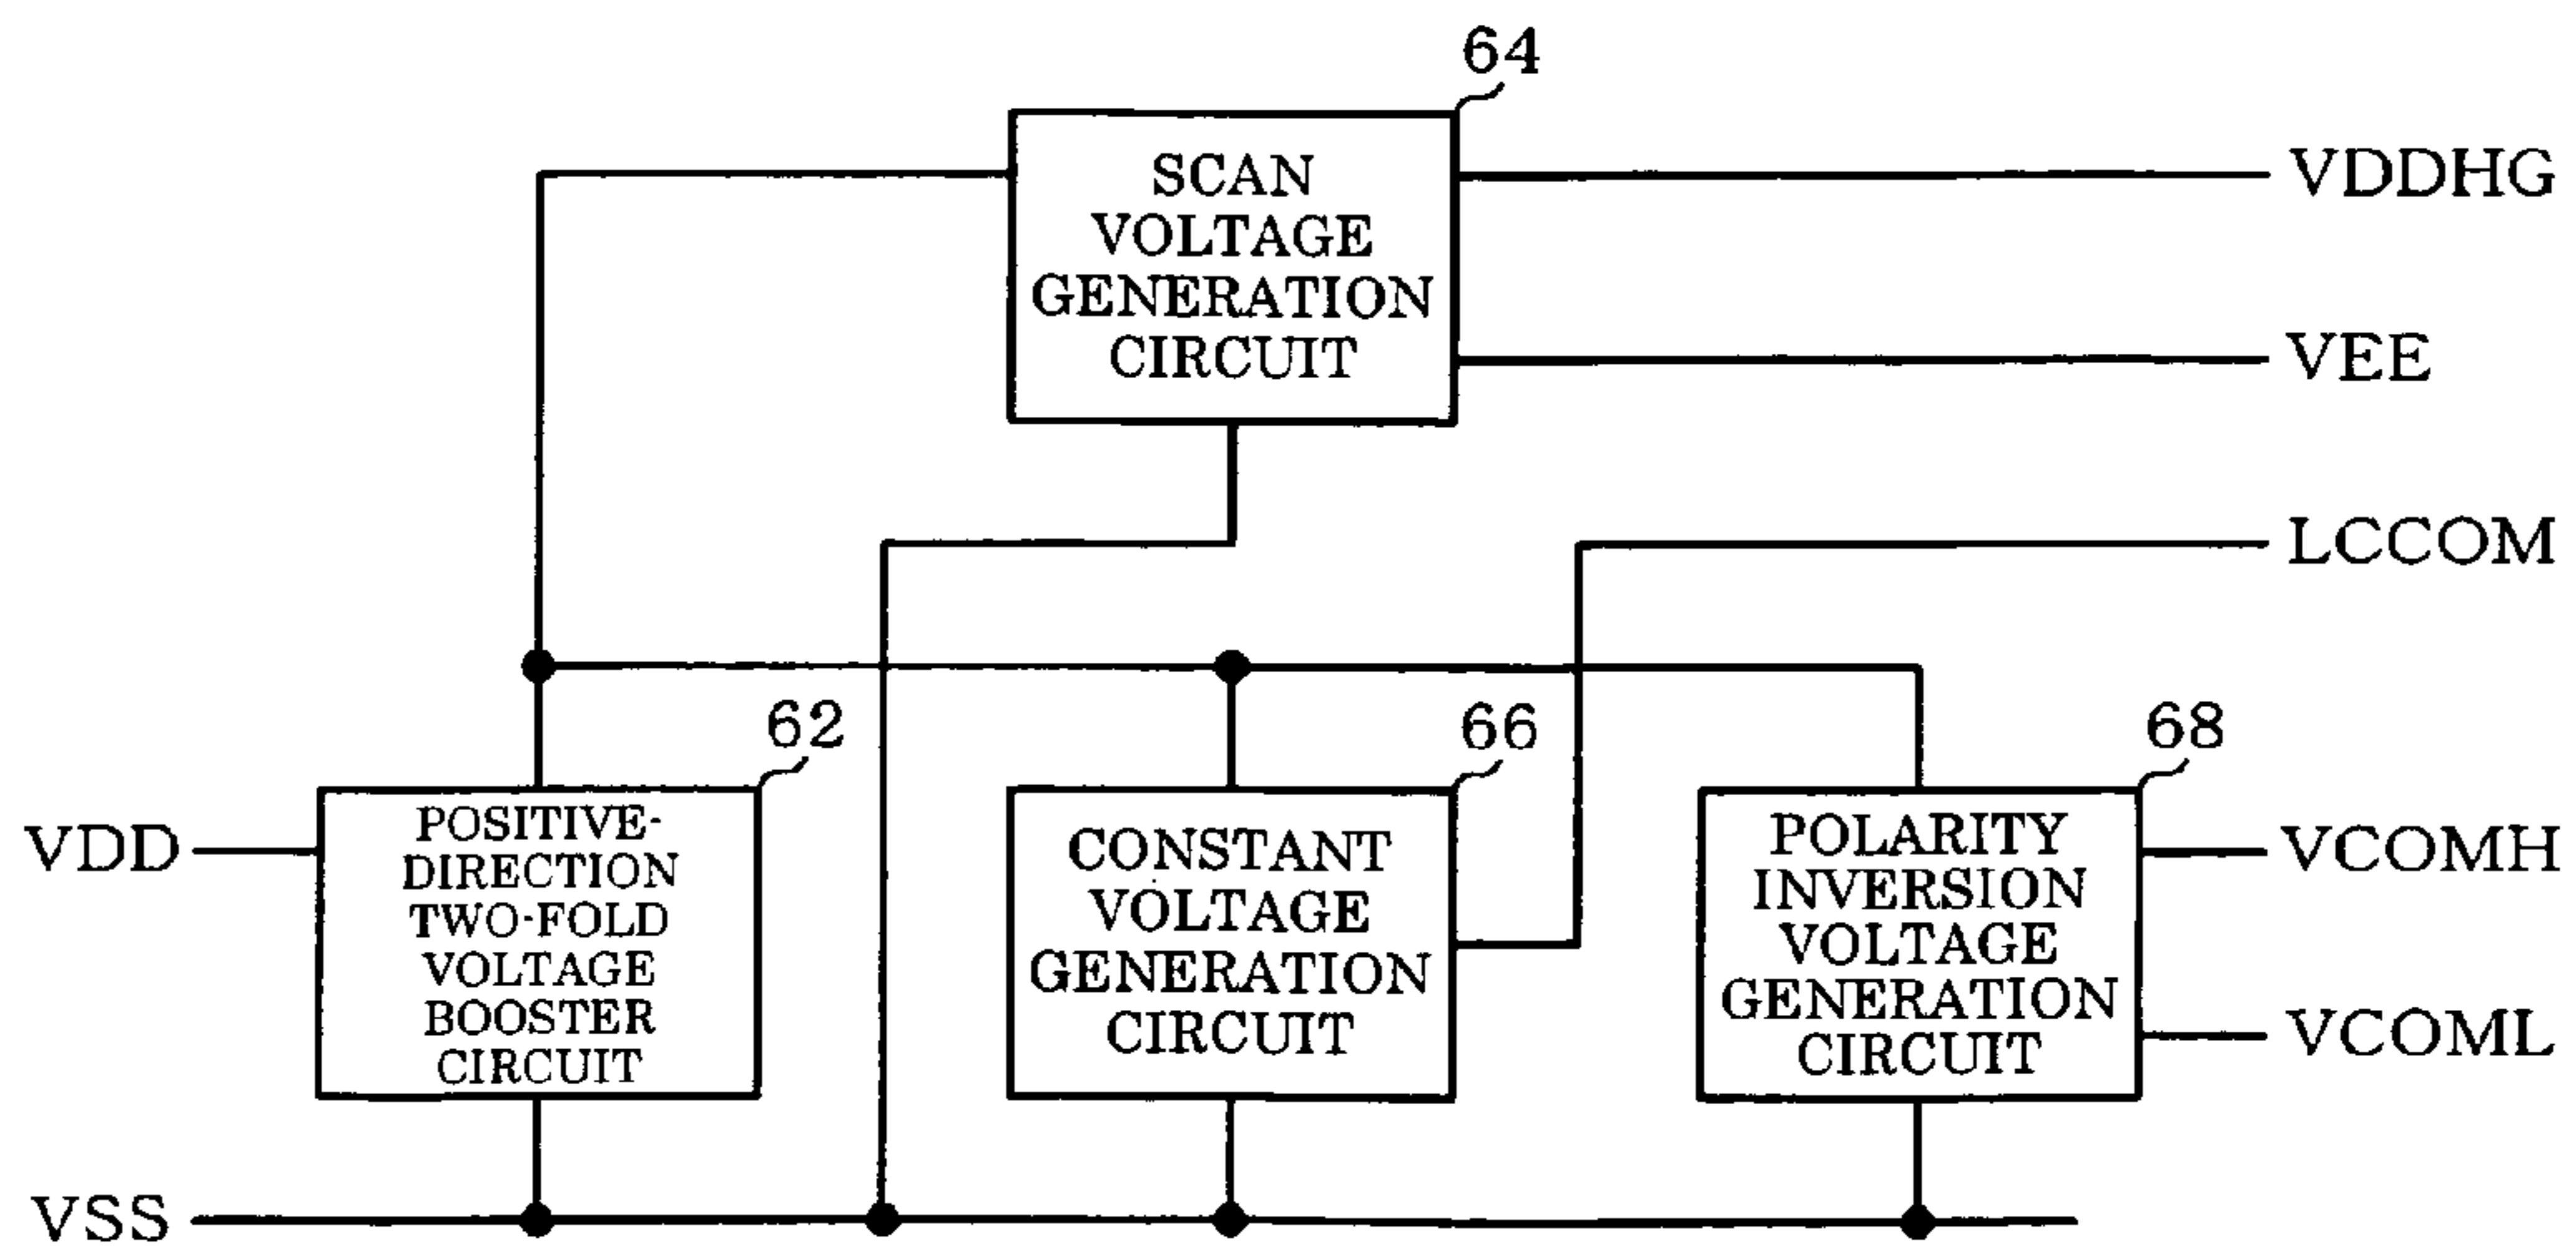 64
SCAN
VOLTAGE
GENERATION
CIRCUIT
VDDHG
VEE
LCCOM
62
66
68
VDD
POSITIVE-
DIRECTION
TWO-FOLD
VOLTAGE
BOOSTER
CIRCUIT
CONSTANT
VOLTAGE
GENERATION
CIRCUIT
POLARITY
INVERSION
VOLTAGE
GENERATION
CIRCUIT
VCOMH
VCOML
VSS